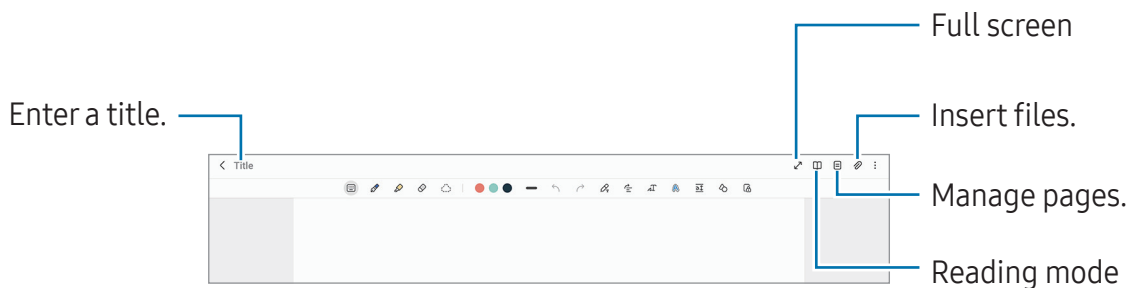 Full screen
Enter a title.
Insert files.
Title
Manage pages.
Reading mode